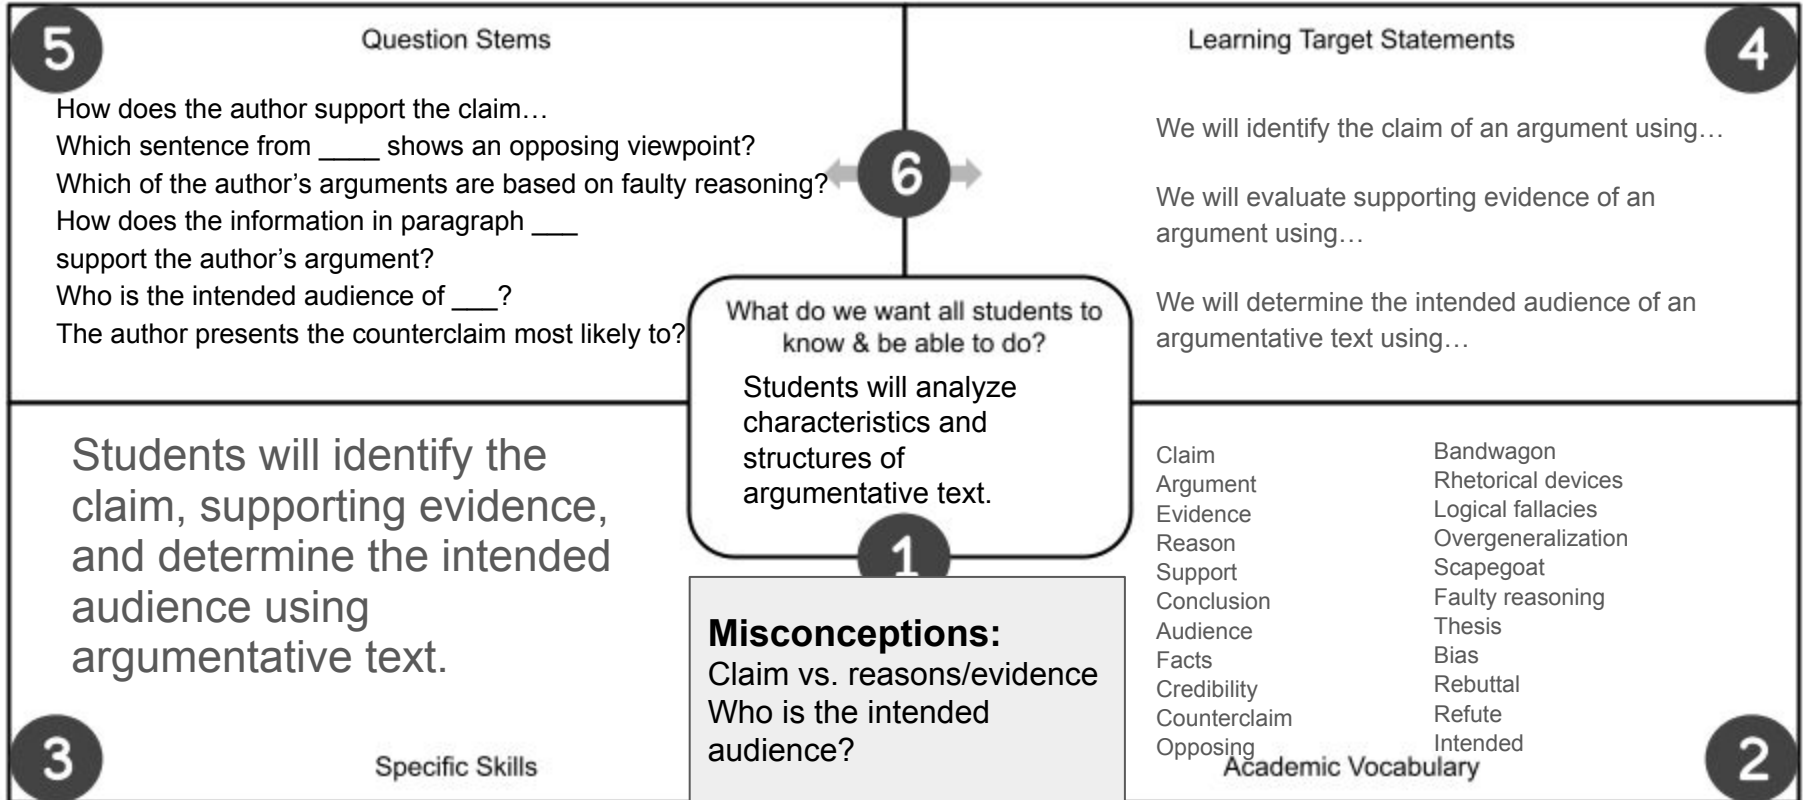 5
Question Stems
How does the author support the claim…
Which sentence from ____ shows an opposing viewpoint?
Which of the author’s arguments are based on faulty reasoning?
How does the information in paragraph ___
support the author’s argument?
Who is the intended audience of ___?
The author presents the counterclaim most likely to?
6
Learning Target Statements
4
We will identify the claim of an argument using…
We will evaluate supporting evidence of an
argument using…
We will determine the intended audience of an
argumentative text using…
What do we want all students to
know & be able to do?
Students will analyze
characteristics and
structures of
argumentative text.
1
Students will identify the
claim, supporting evidence,
and determine the intended
audience using
argumentative text.
3
Specific Skills
Misconceptions:
Claim vs. reasons/evidence
Who is the intended
audience?
Claim
Argument
Evidence
Reason
Support
Conclusion
Audience
Facts
Credibility
Counterclaim
Opposing
Bandwagon
Rhetorical devices
Logical fallacies
Overgeneralization
Scapegoat
Faulty reasoning
Thesis
Bias
Rebuttal
Refute
Intended
Academic Vocabulary
2